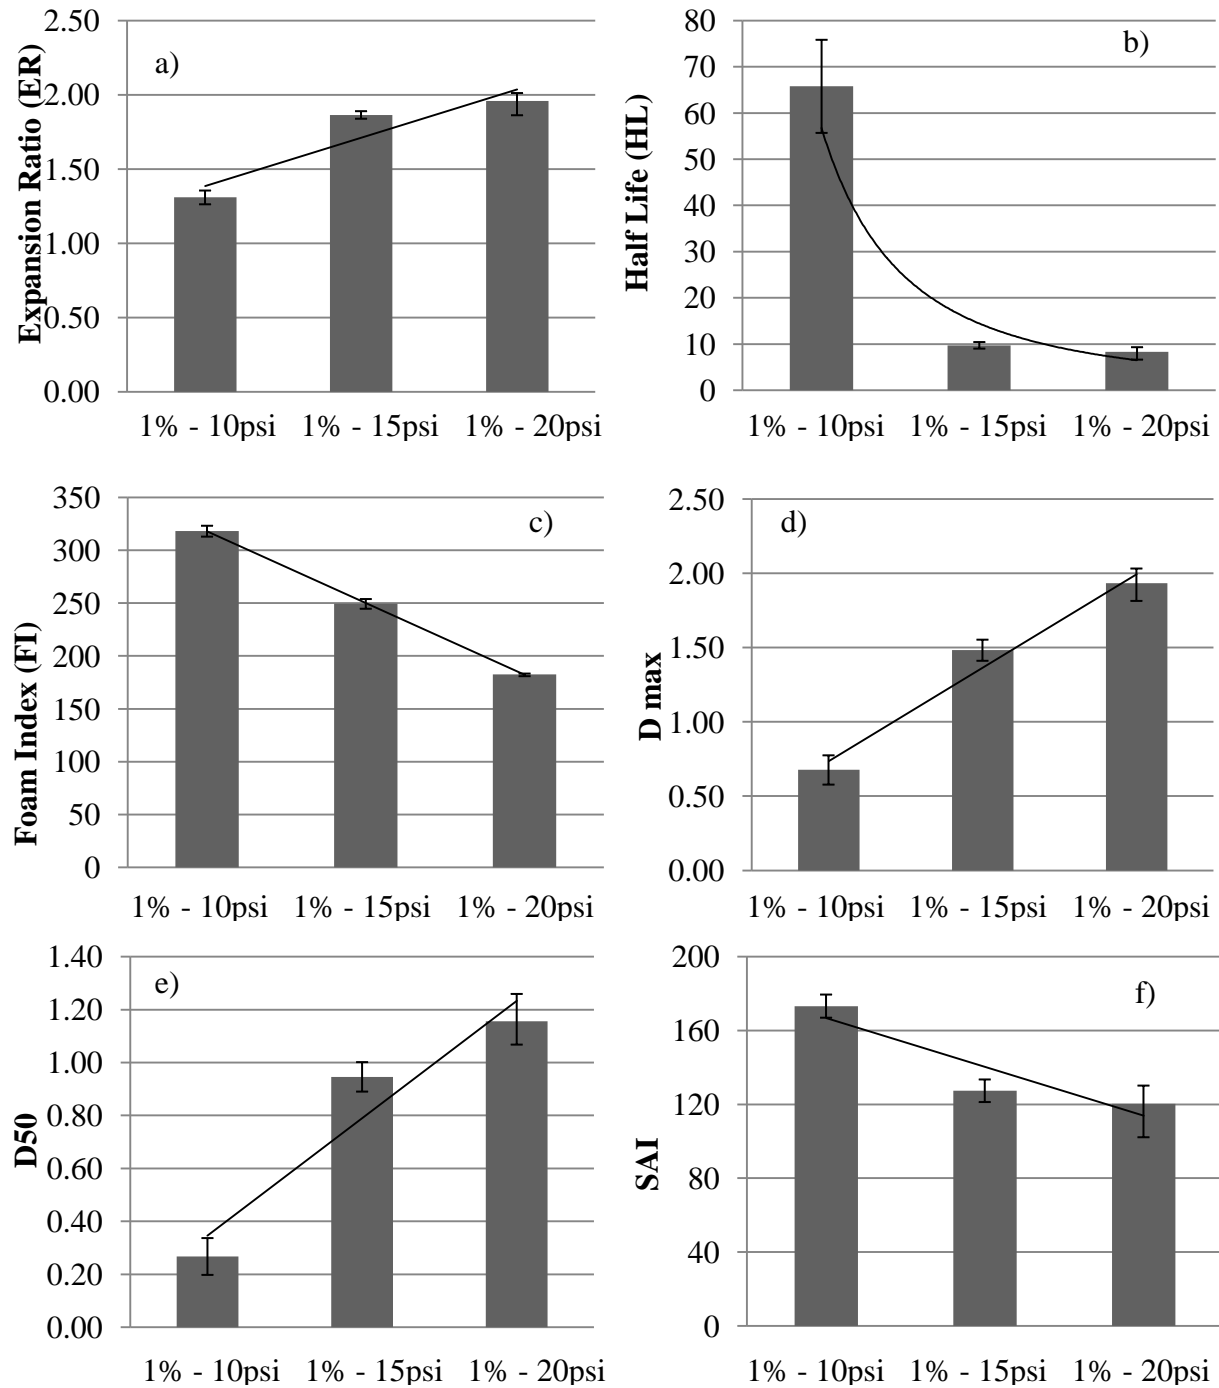 a)
Expansion Ratio (ER)
2.50
2.00
1.50
1.00
0.50
0.00
1% - 10psi 1% - 15psi 1% - 20psi
b)
Half Life (HL)
80
70
60
50
40
30
20
10
0
1% - 10psi 1% - 15psi 1% - 20psi
c)
Foam Index (FI)
350
300
250
200
150
100
50
0
1% - 10psi 1% - 15psi 1% - 20psi
d)
D max
2.50
2.00
1.50
1.00
0.50
0.00
1% - 10psi 1% - 15psi 1% - 20psi
e)
D50
1.40
1.20
1.00
0.80
0.60
0.40
0.20
0.00
1% - 10psi 1% - 15psi 1% - 20psi
f)
SAI
200
160
120
80
40
0
1% - 10psi 1% - 15psi 1% - 20psi